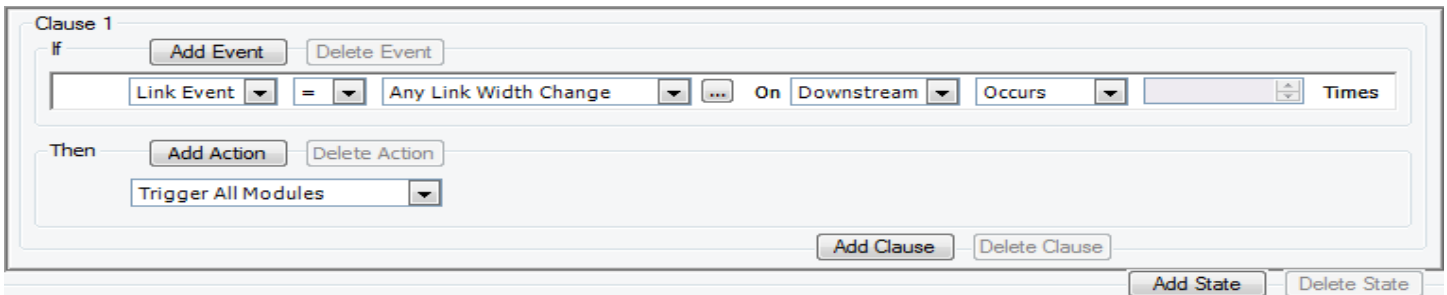 Clause 1
If Add Event Delete Event
Link Event = Any Link Width Change ... On Downstream Occurs Times
Then Add Action Delete Action
Trigger All Modules
Add Clause Delete Clause
Add State Delete State